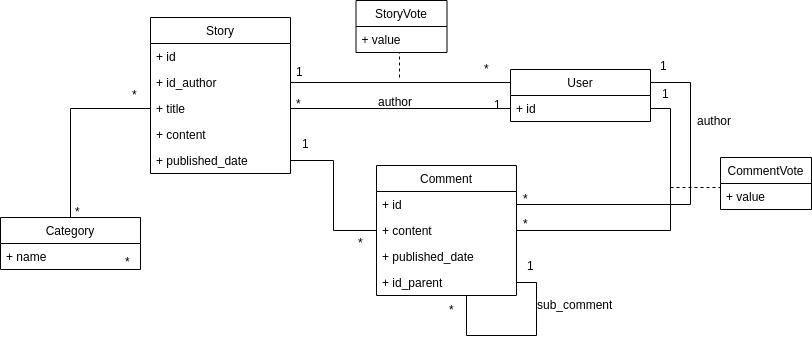 StoryVote
+ value
Story
+ id
+ id_author
+ title
+ content
+ published_date
1
*
*
author
1
User
+ id
1
1
author
*
*
Category
+ name
*
1
*
Comment
+ id
+ content
+ published_date
+ id_parent
*
*
1
*
sub_comment
CommentVote
+ value